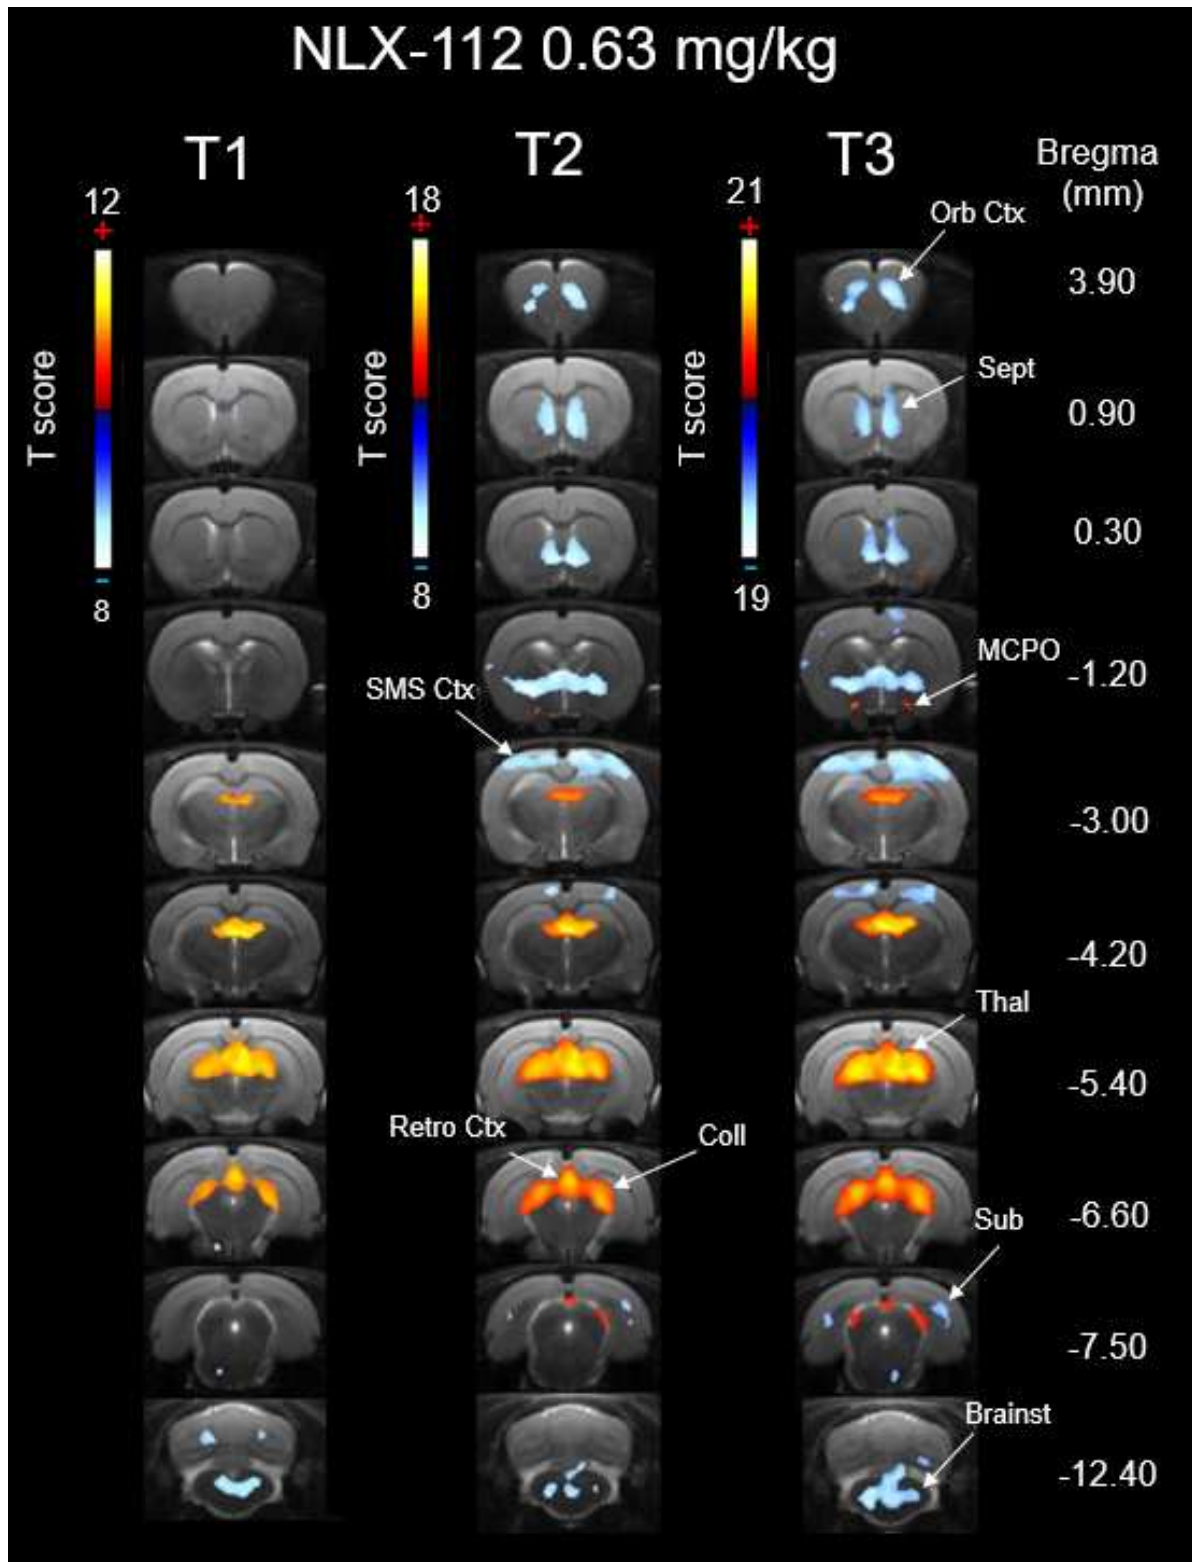 NLX-112 0.63 mg/kg
T1
T2
T3
Bregma
(mm)
12
+
18
+
21
+
T score
T score
T score
-
8
-
8
-
19
Orb Ctx
3.90
Sept
0.90
0.30
MCPO
-1.20
SMS Ctx
-3.00
-4.20
Thal
-5.40
Retro Ctx
Coll
-6.60
Sub
-7.50
Brainst
-12.40